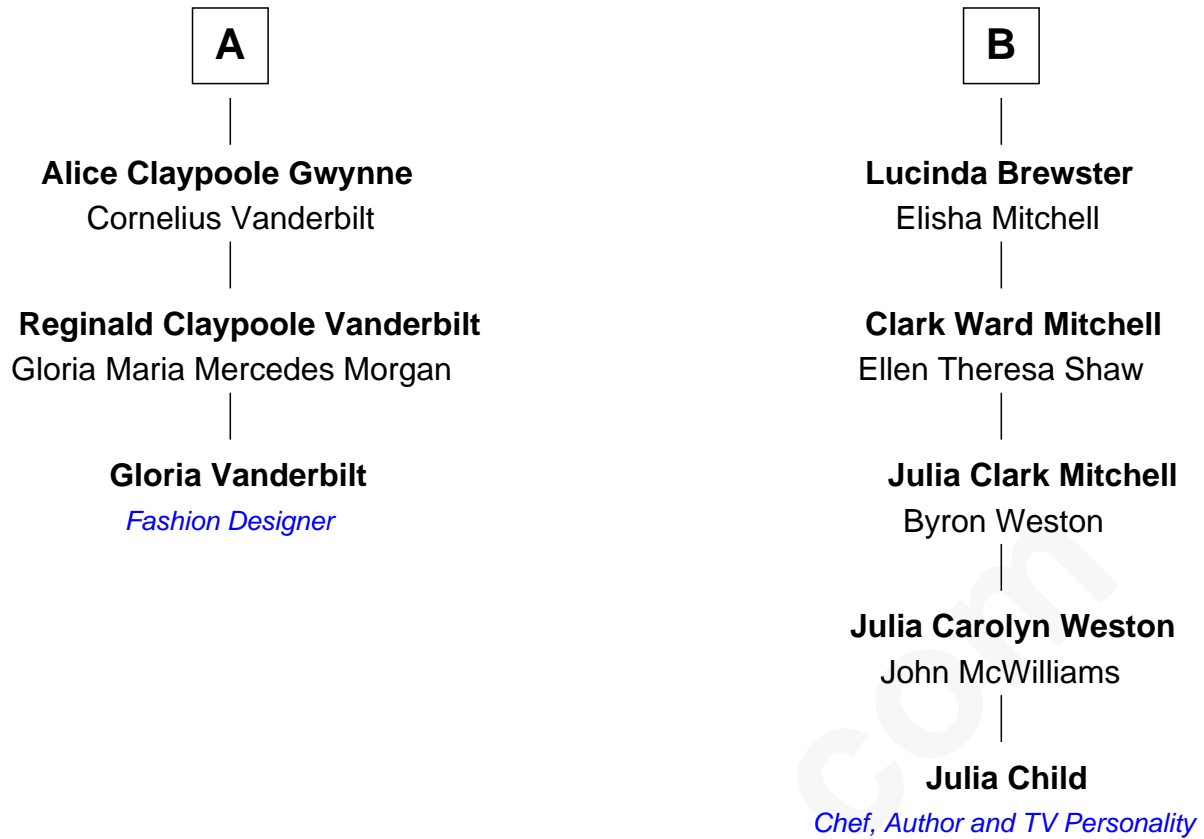 A
Alice Claypoole Gwynne
Cornelius Vanderbilt
Reginald Claypoole Vanderbilt
Gloria Maria Mercedes Morgan
Gloria Vanderbilt
Fashion Designer
B
Lucinda Brewster
Elisha Mitchell
Clark Ward Mitchell
Ellen Theresa Shaw
Julia Clark Mitchell
Byron Weston
Julia Carolyn Weston
John McWilliams
Julia Child
Chef, Author and TV Personality
com